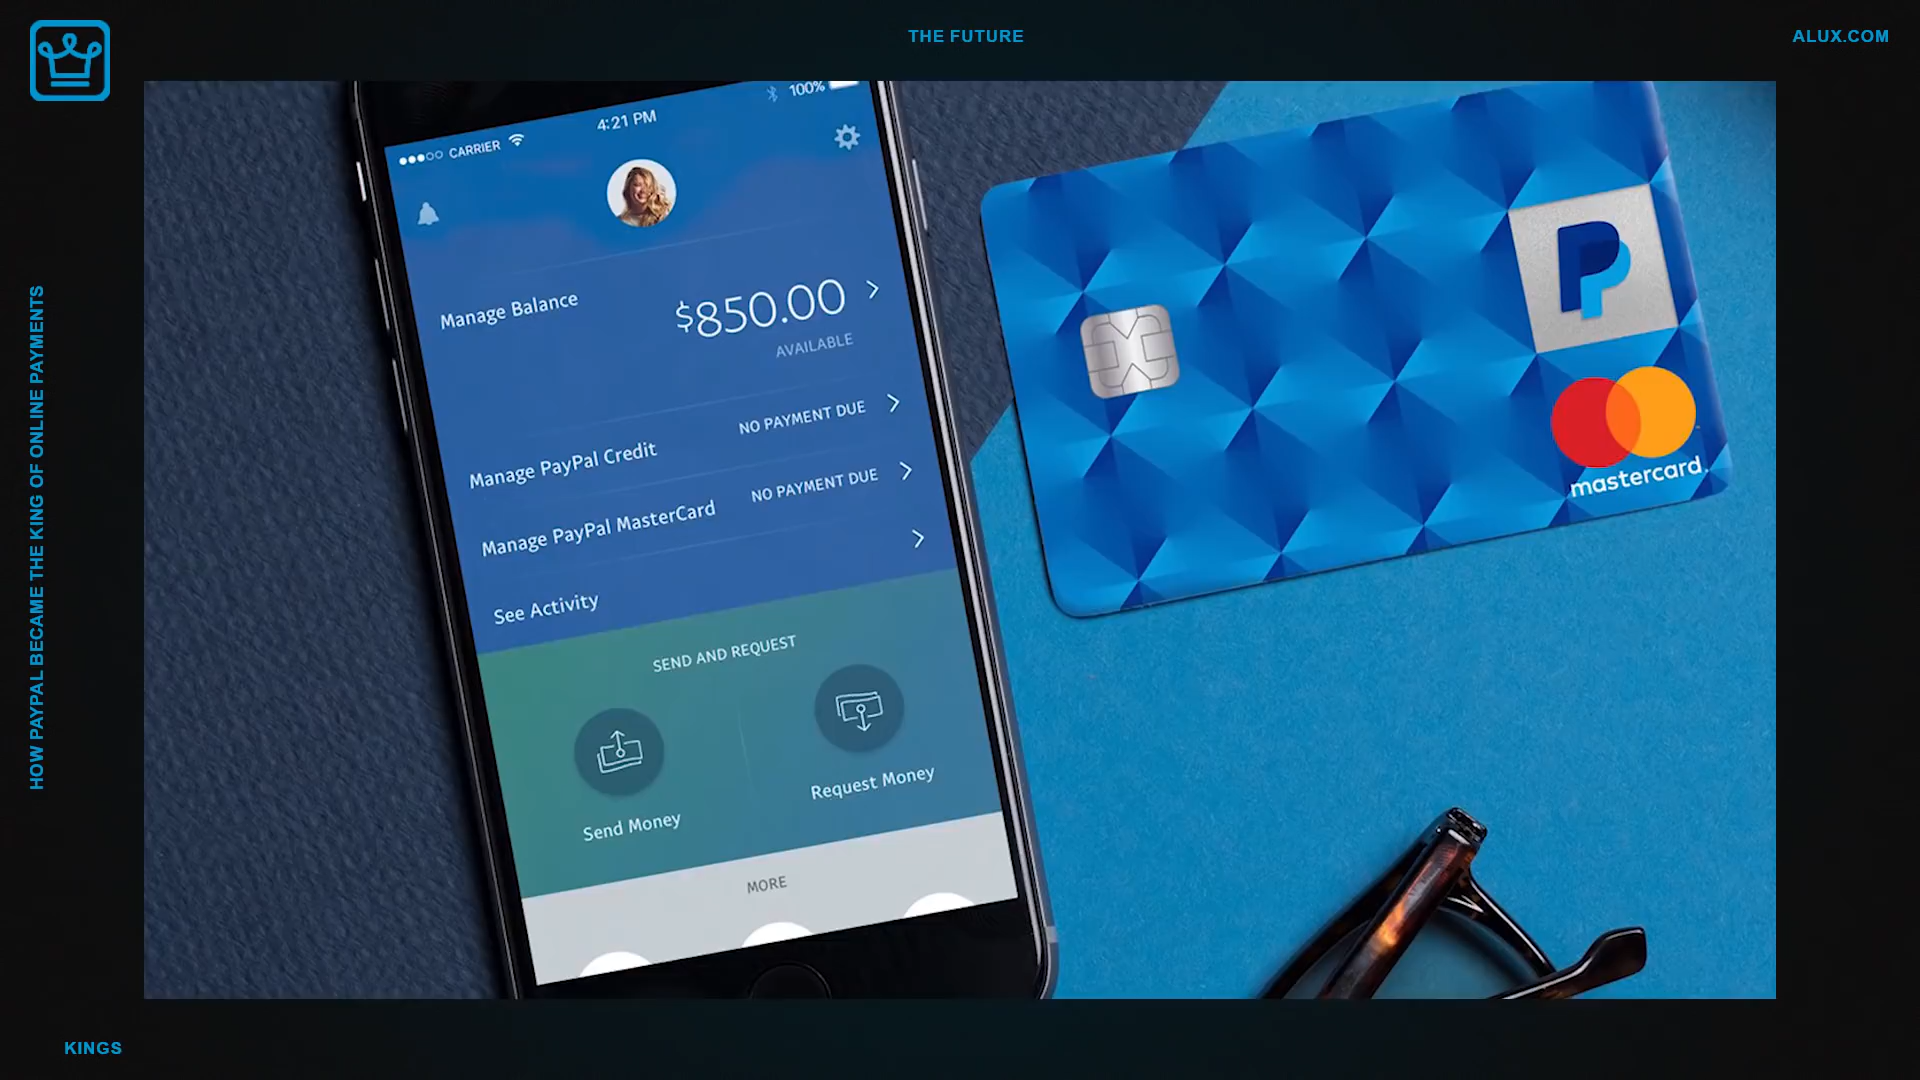 THE FUTURE
ALUX.COM
HOW PAYPAL BECAME THE KING OF ONLINE PAYMENTS
CARRIER
4:21 PM
100%
Manage Balance
$850.00
AVAILABLE
Manage PayPal Credit
NO PAYMENT DUE
Manage PayPal MasterCard
NO PAYMENT DUE
See Activity
SEND AND REQUEST
Send Money
Request Money
MORE
mastercard
KINGS